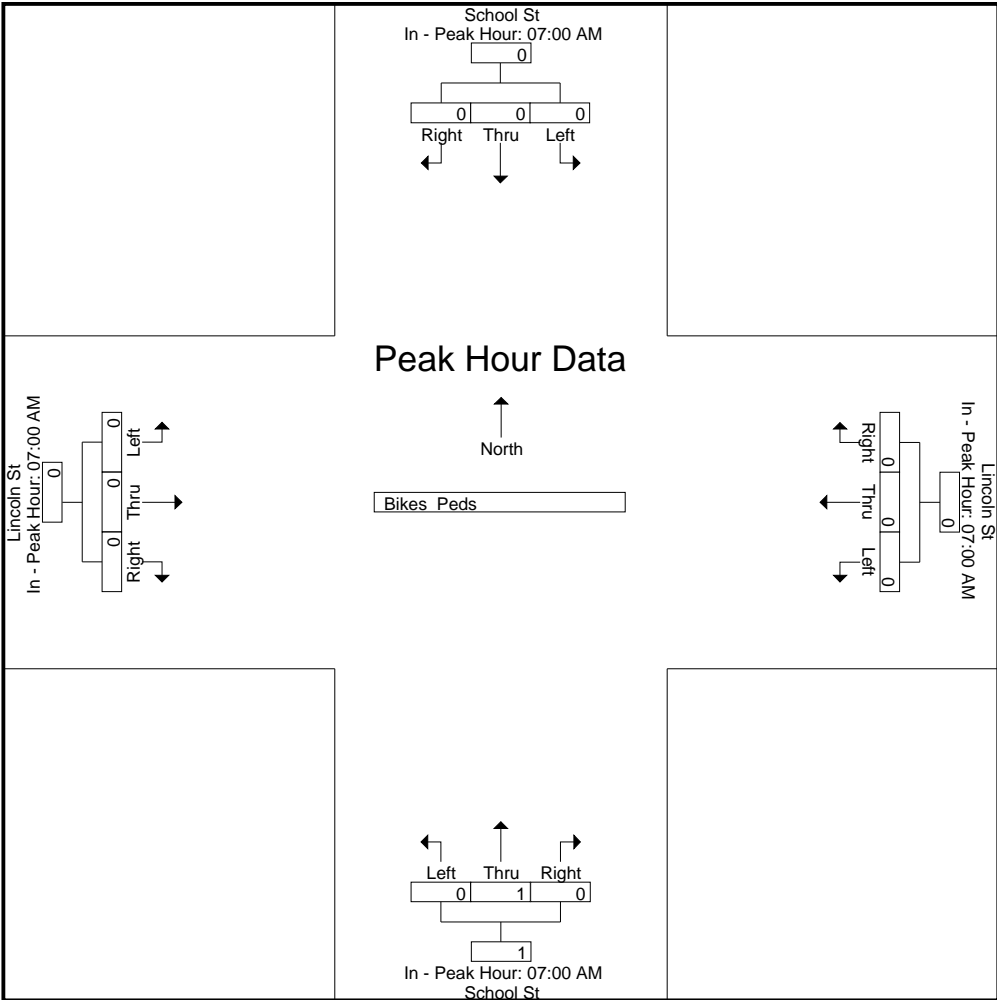 School St
In - Peak Hour: 07:00 AM
0
0 0 0
Right Thru Left
Peak Hour Data
North
Bikes Peds
Lincoln St
In - Peak Hour: 07:00 AM
0
0 0 0
Left Thru Right
Lincoln St
In - Peak Hour: 07:00 AM
0
0 0 0
Right Thru Left
Left Thru Right
0 1 0
1
In - Peak Hour: 07:00 AM
School St